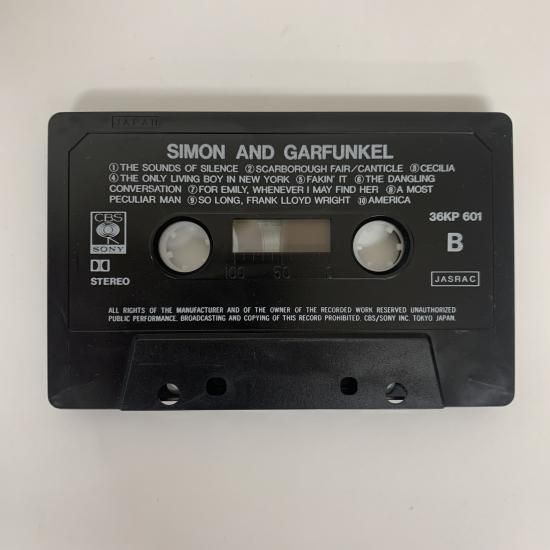 JAPAN
SIMON AND GARFUNKEL
①THE SOUNDS OF SILENCE ②SCARBOROUGH FAIR/CANTICLE ③CECILIA
④THE ONLY LIVING BOY IN NEW YORK ⑤FAKIN' IT ⑥THE DANGLING
CONVERSATION ⑦FOR EMILY, WHENEVER I MAY FIND HER ⑧A MOST
PECULIAR MAN ⑨SO LONG, FRANK LLOYD WRIGHT ⑩AMERICA
36KP 601
CBS
SONY
B
100 50 1
STEREO
JASRAC
ALL RIGHTS OF THE MANUFACTURER AND OF THE OWNER OF THE RECORDED WORK RESERVED UNAUTHORIZED
PUBLIC PERFORMANCE, BROADCASTING AND COPYING OF THIS RECORD PROHIBITED. CBS/SONY INC. TOKYO JAPAN.